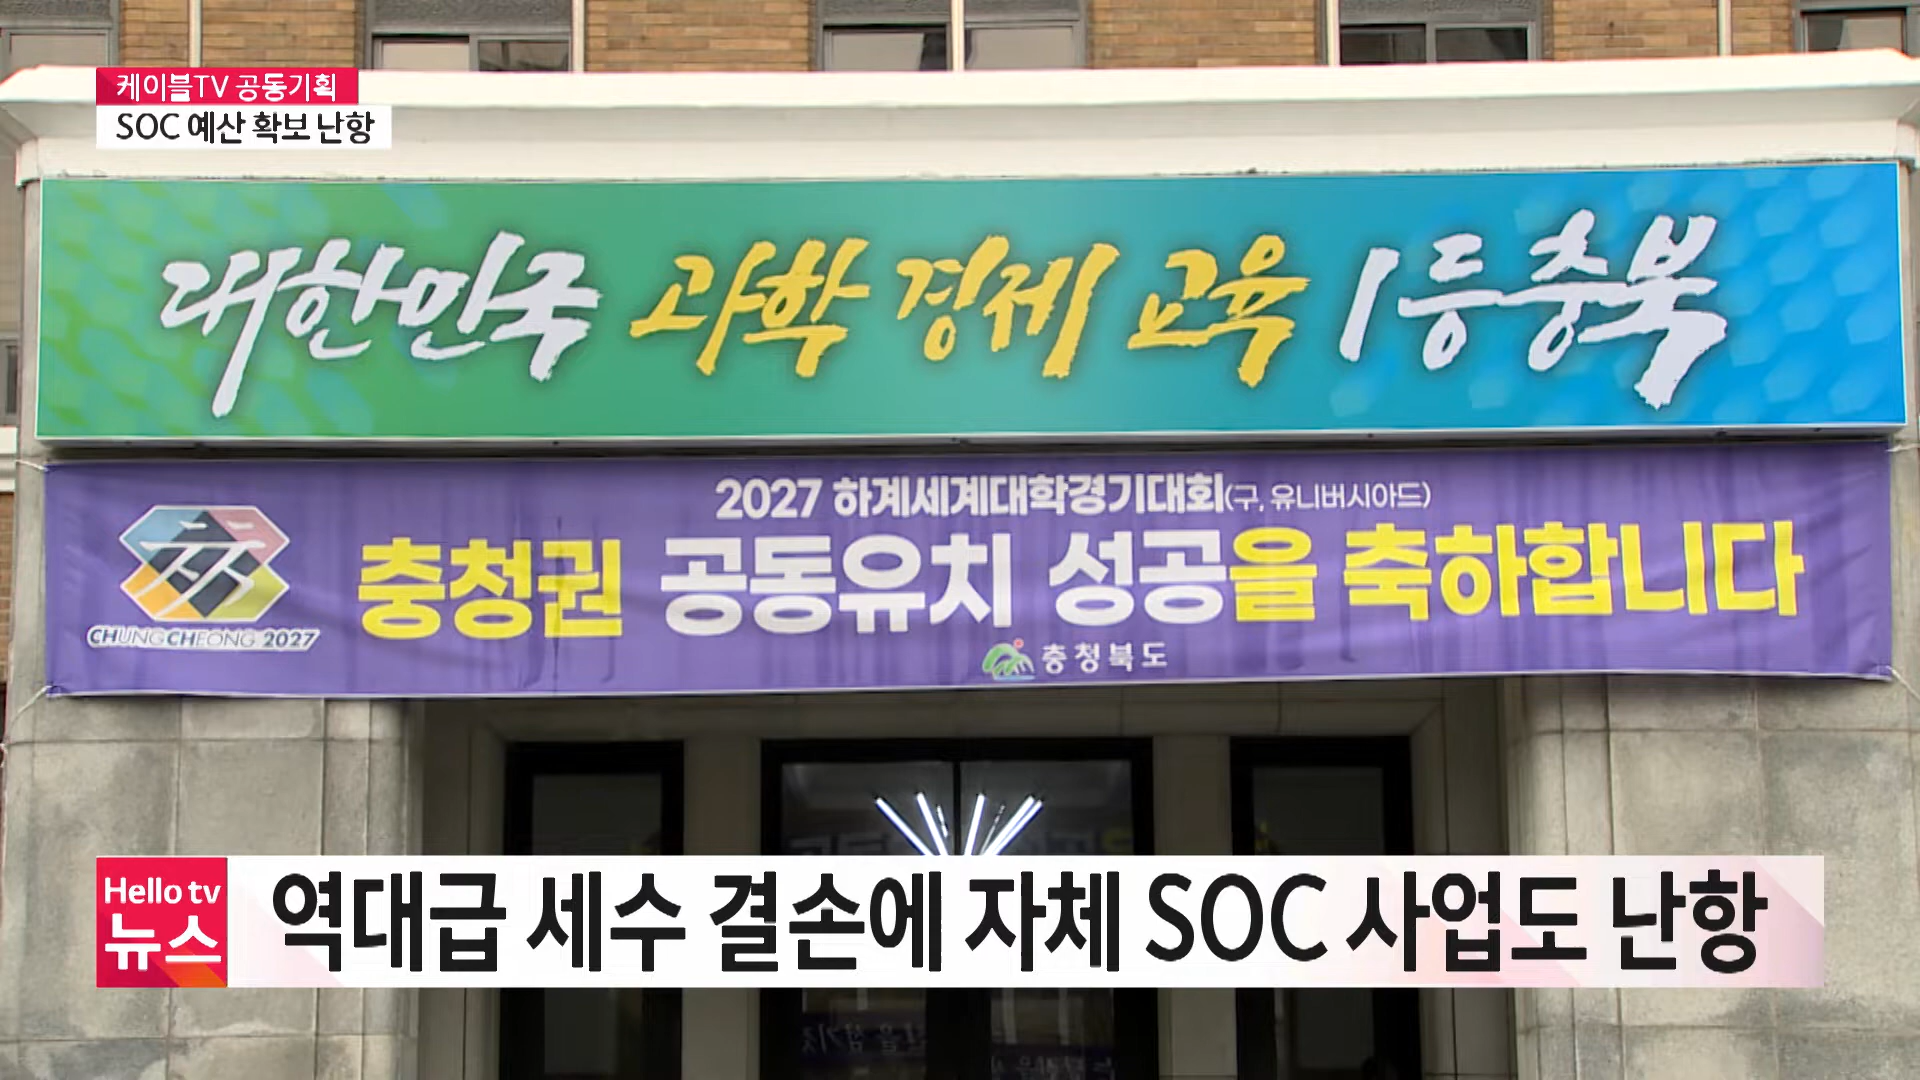 케이블TV 공동기획
SOC 예산 확보 난항
대한민국 과학 경제 교육 1등 충북
2027 하계세계대학경기대회(구, 유니버시아드)
충청권 공동유치 성공을 축하합니다
CHUNGCHEONG 2027
충청북도
Hello tv
뉴스
역대급 세수 결손에 자체 SOC 사업도 난항